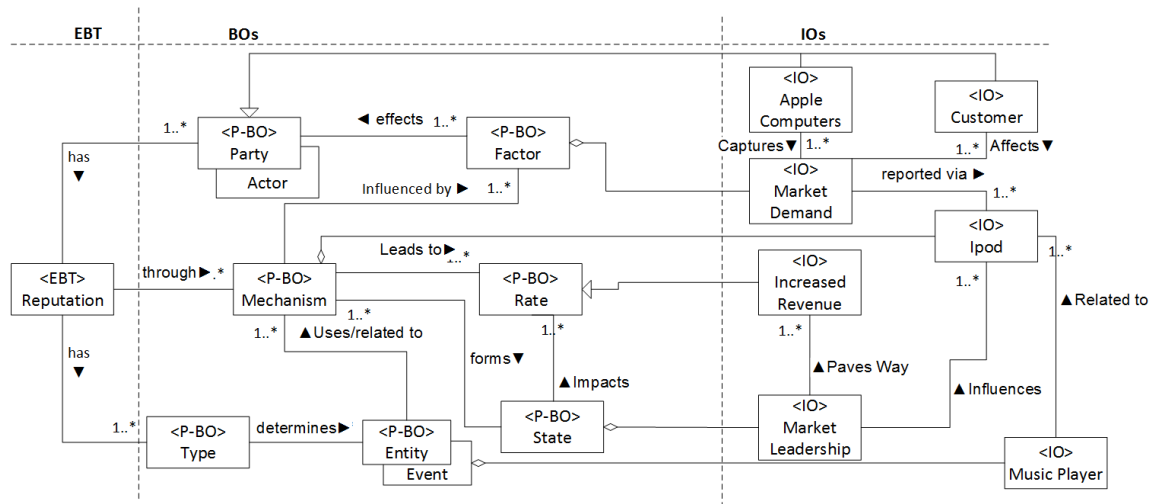 EBT
BOs
IOs
<IO>
Apple
Computers
<IO>
Customer
1..*
<P-BO>
Party
Actor
◄ effects
1..*
<P-BO>
Factor
Captures▼
1..*
1..*
Affects▼
has
▼
Influenced by ►
1..*
<IO>
Market
Demand
reported via ►
1..*
<IO>
Ipod
1..*
1..*
Leads to►
1..*
<EBT>
Reputation
through►.*
<P-BO>
Mechanism
<P-BO>
Rate
<IO>
Increased
Revenue
1..*
1..*
▲Uses/related to
1..*
1..*
▲Related to
has
▼
forms▼
▲Impacts
▲Paves Way
▲Influences
1..*
<P-BO>
Type
determines►
<P-BO>
Entity
Event
<P-BO>
State
<IO>
Market
Leadership
<IO>
Music Player